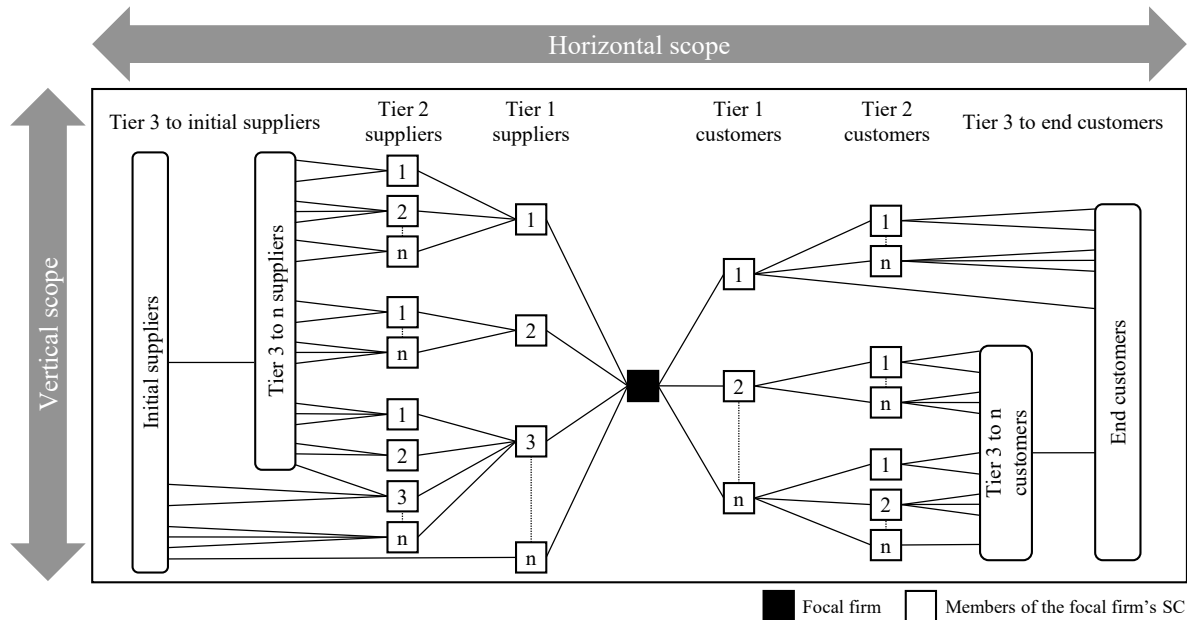 Horizontal scope
Vertical scope
Tier 3 to initial suppliers
Tier 2
suppliers
Tier 1
suppliers
Tier 1
customers
Tier 2
customers
Tier 3 to end customers
Initial suppliers
Tier 3 to n suppliers
1
2
n
1
n
1
2
3
n
1
2
3
n
1
2
n
1
n
1
n
1
2
n
Tier 3 to n
customers
End customers
Focal firm
Members of the focal firm's SC